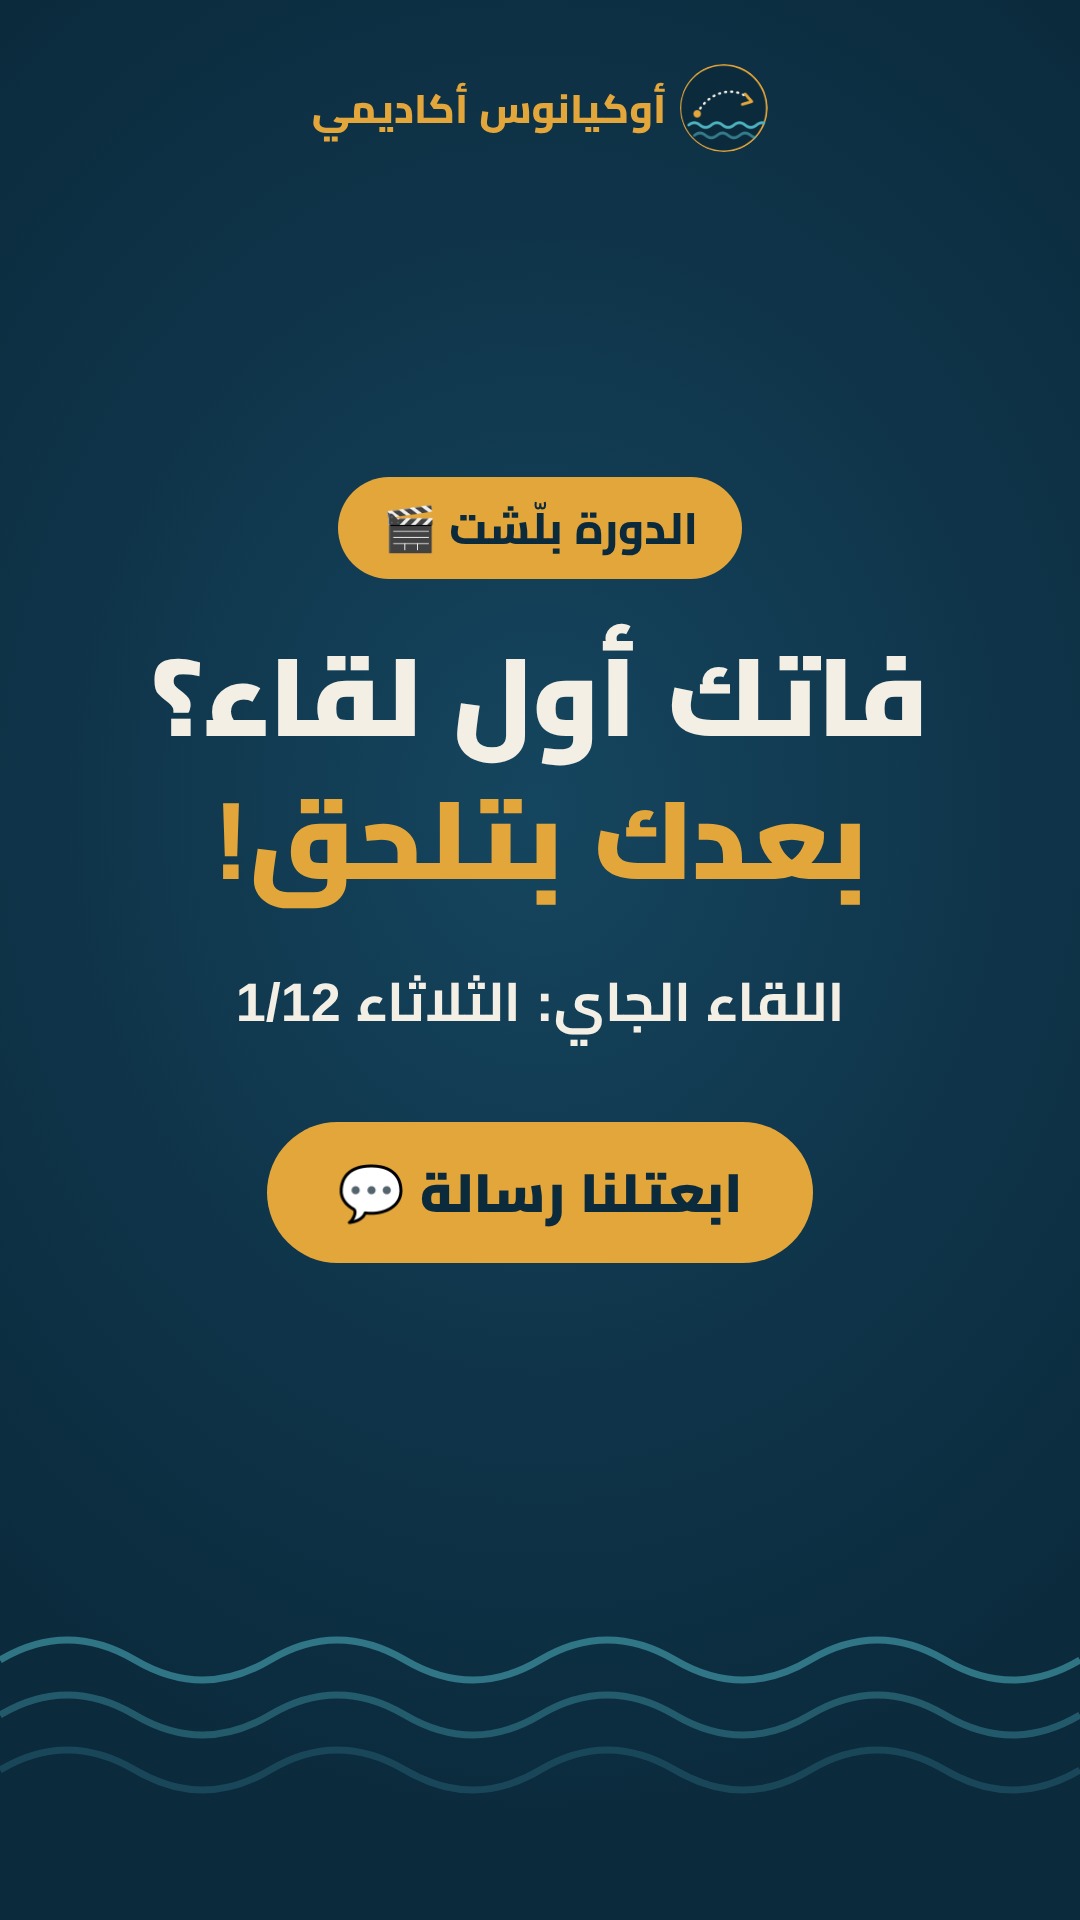 أوكيانوس أكاديمي
الدورة بلّشت 🎬
فاتك أول لقاء؟
بعدك بتلحق!
اللقاء الجاي: الثلاثاء 1/12
ابعتلنا رسالة 💬